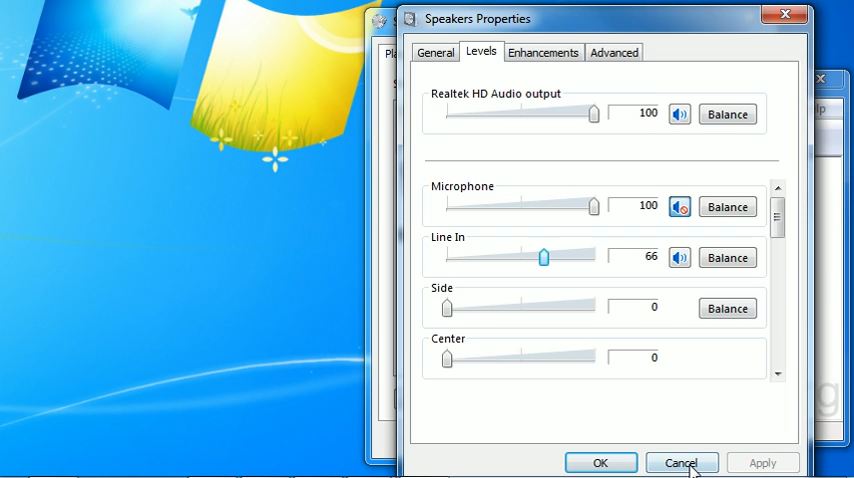 Speakers Properties
General Levels Enhancements Advanced
Realtek HD Audio output
100 Balance
Microphone
100 Balance
Line In
66 Balance
Side
0 Balance
Center
0
OK Cancel Apply